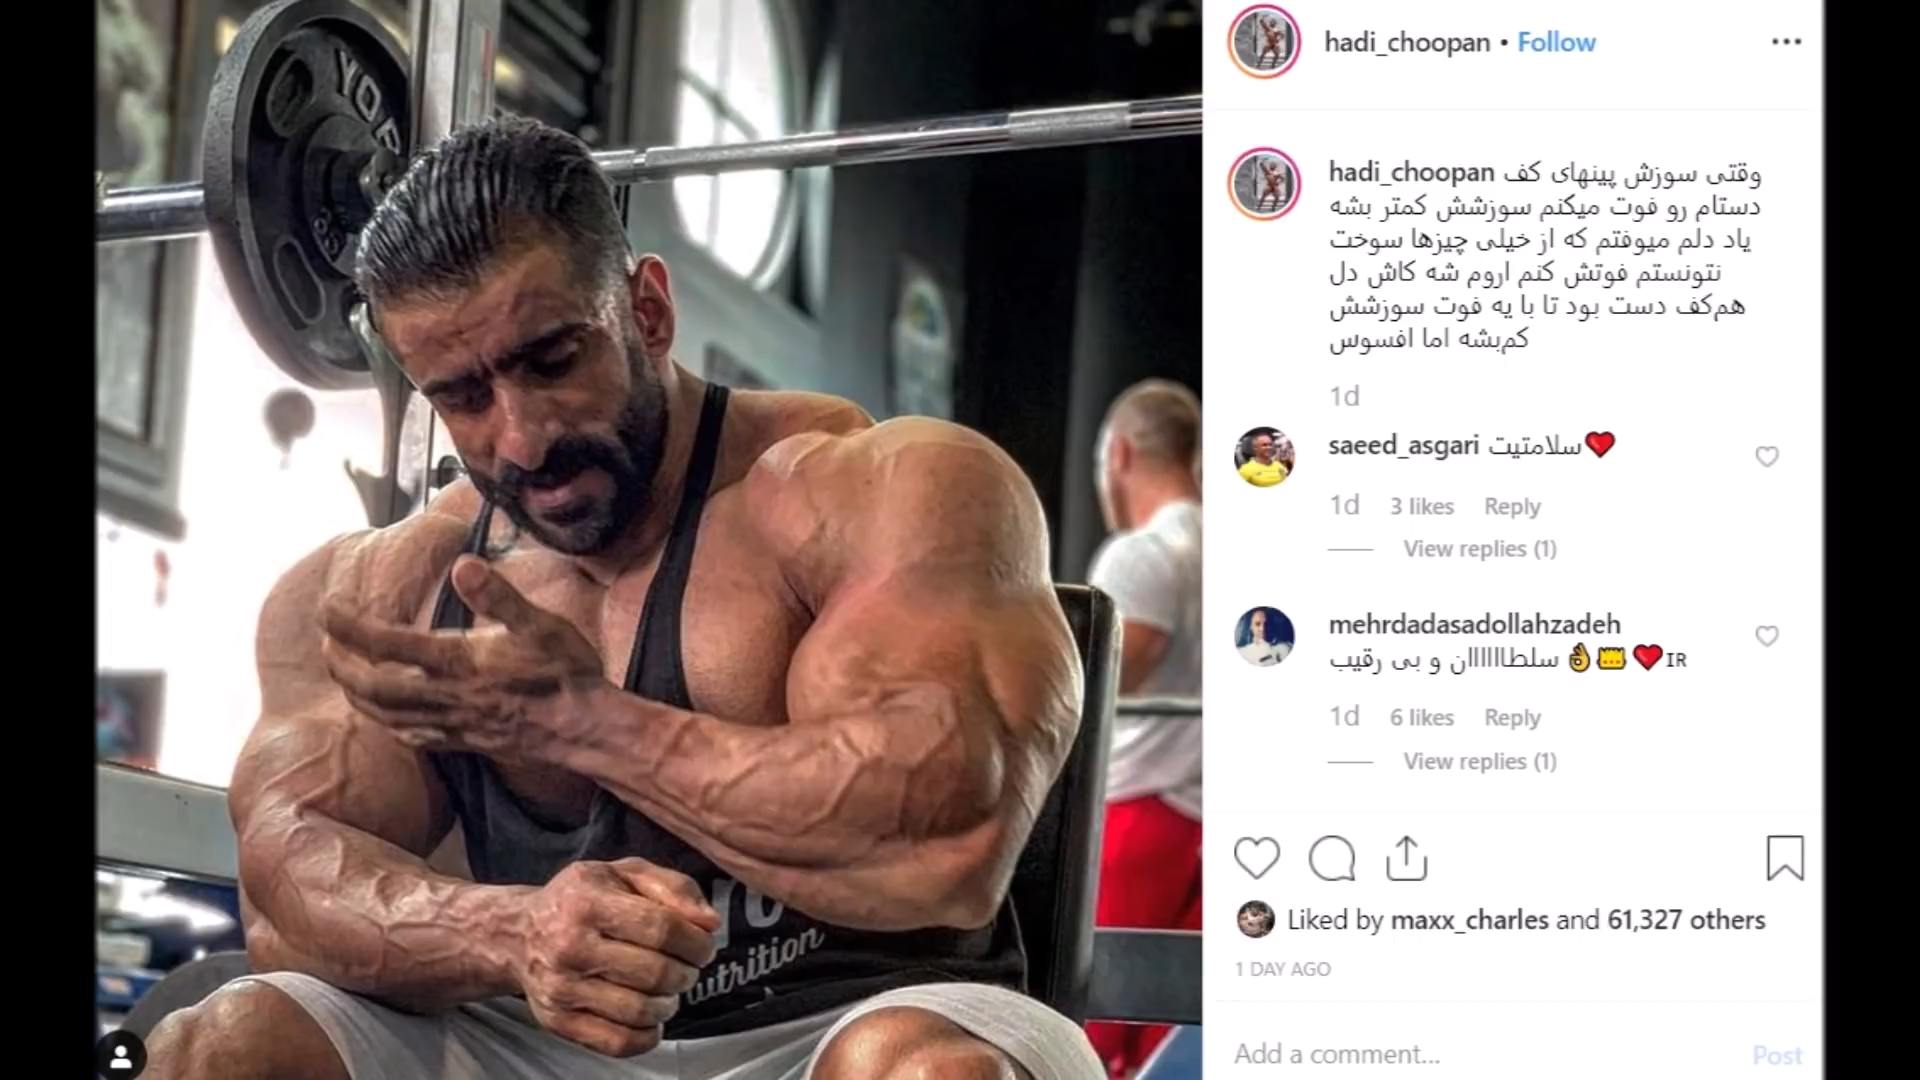 YOR
hadi_choopan • Follow
hadi_choopan وقتی سوزش پینهای کف
دستام رو فوت میکنم سوزشش کمتر بشه
یاد دلم میوفتم که از خیلی چیزها سوخت
نتونستم فوتش کنم اروم شه کاش دل
هم‌کف دست بود تا با یه فوت سوزشش
کم‌بشه اما افسوس
1d
saeed_asgari سلامتیت❤️
1d 3 likes Reply
View replies (1)
mehrdadasadollahzadeh
سلطاااااان و بی رقیب 👌👑❤️IR
1d 6 likes Reply
View replies (1)
Liked by maxx_charles and 61,327 others
1 DAY AGO
Add a comment... Post
utrition